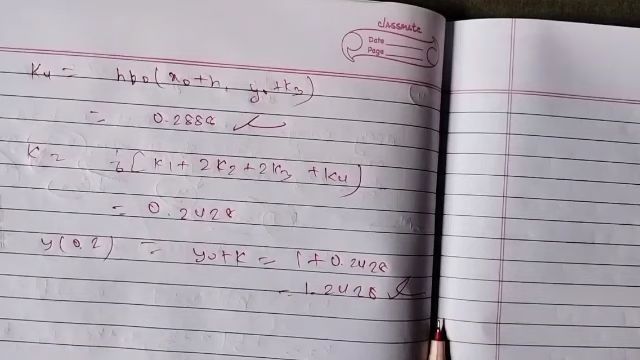 classmate
Date
Page
K4 = hf(x0+h, y0+k3)
= 0.2888
K = 1/6 [K1 + 2K2 + 2K3 + K4]
= 0.2428
y(0.2) = y0+K = 1+0.2428
= 1.2428